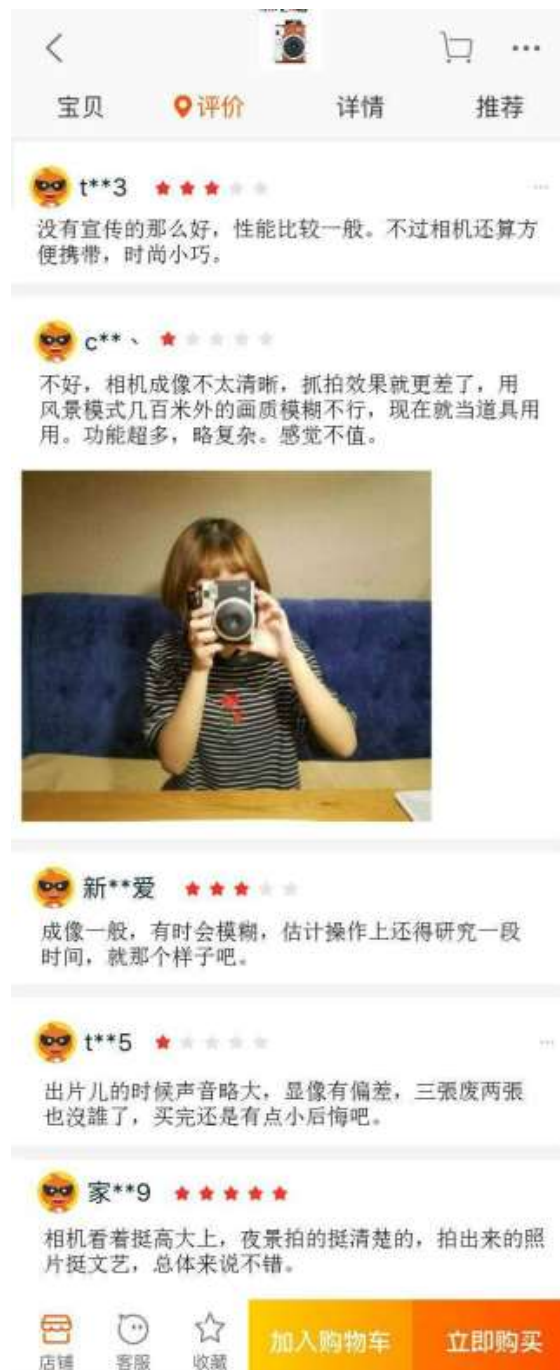 宝贝 评价 详情 推荐
t**3
没有宣传的那么好，性能比较一般。不过相机还算方
便携带，时尚小巧。
c**、
不好，相机成像不太清晰，抓拍效果就更差了，用
风景模式几百米外的画质模糊不行，现在就当道具用
用。功能超多，略复杂。感觉不值。
新**爱
成像一般，有时会模糊，估计操作上还得研究一段
时间，就那个样子吧。
t**5
出片儿的时候声音略大，显像有偏差，三張废两張
也沒誰了，买完还是有点小后悔吧。
家**9
相机看着挺高大上，夜景拍的挺清楚的，拍出来的照
片挺文艺，总体来说不错。
店铺 客服 收藏 加入购物车 立即购买